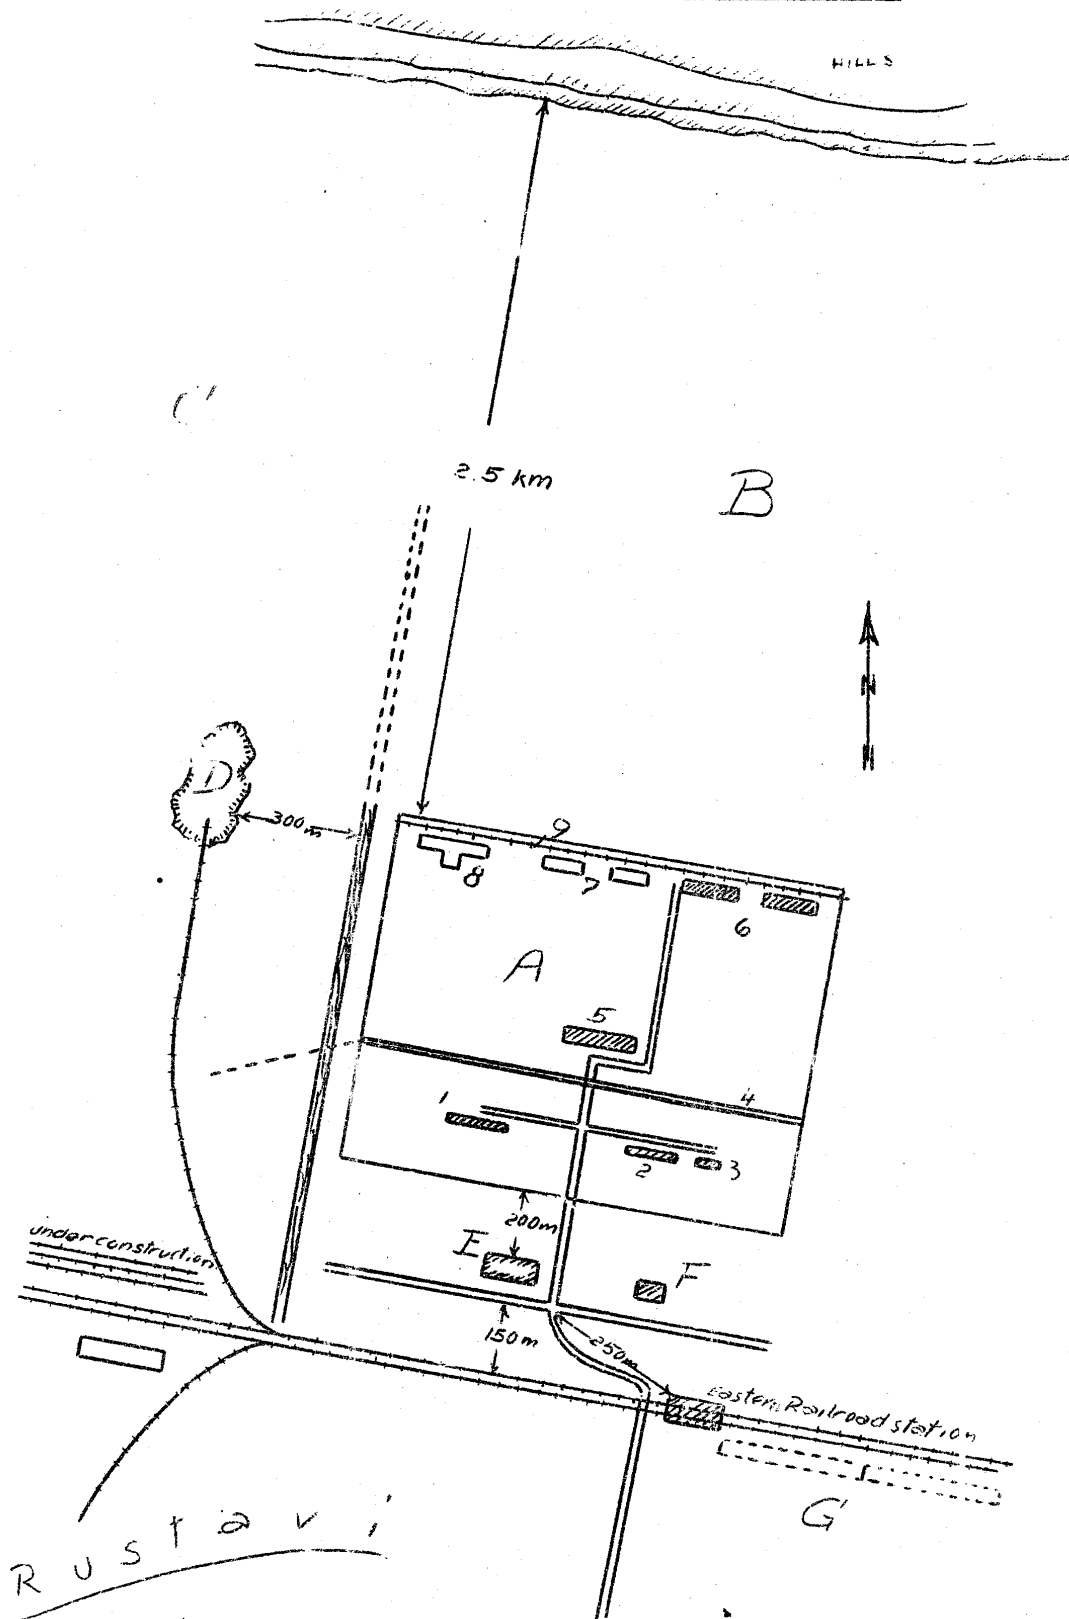 HILLS
C
2.5 km
B
N
D
300m
9
8
7
6
A
5
4
1
2
3
200m
E
F
under construction
150m
250m
Eastern Railroad station
G
Rustavi